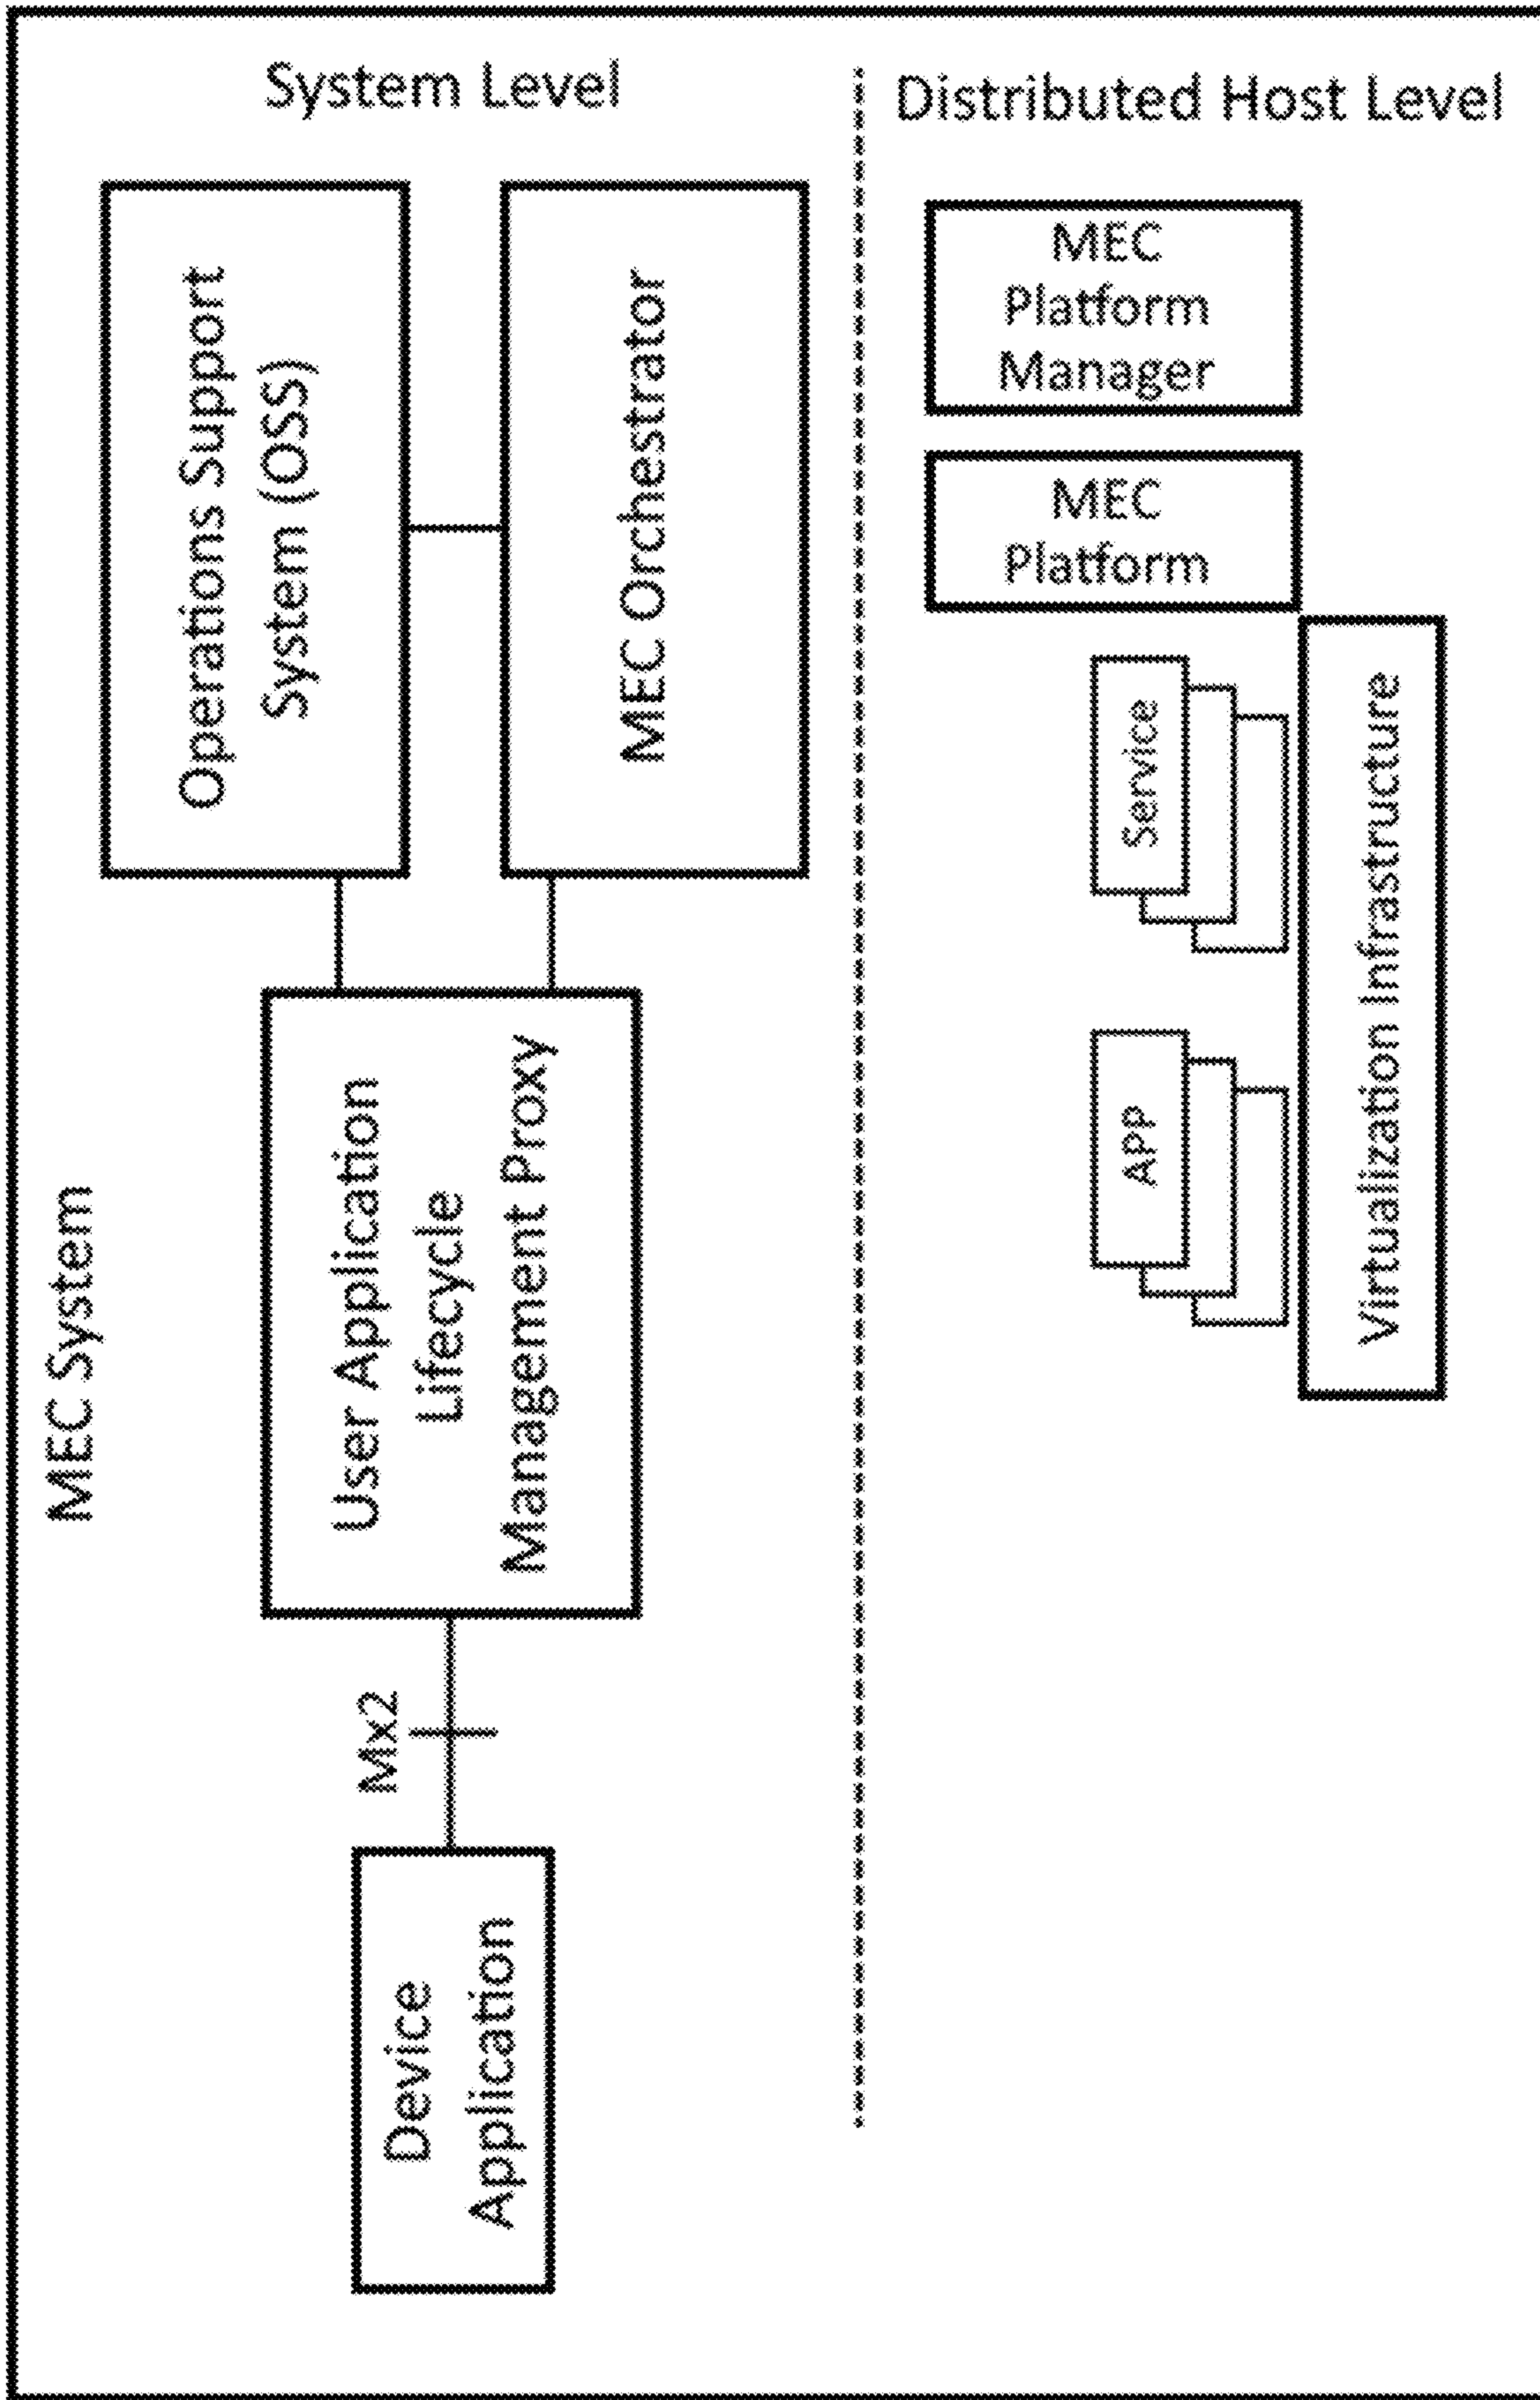 MEC System
System Level
Operations Support
System (OSS)
MEC Orchestrator
User Application
Lifecycle
Management Proxy
Mx2
Device
Application
Distributed Host Level
MEC
Platform
Manager
MEC
Platform
Service
APP
Virtualization Infrastructure